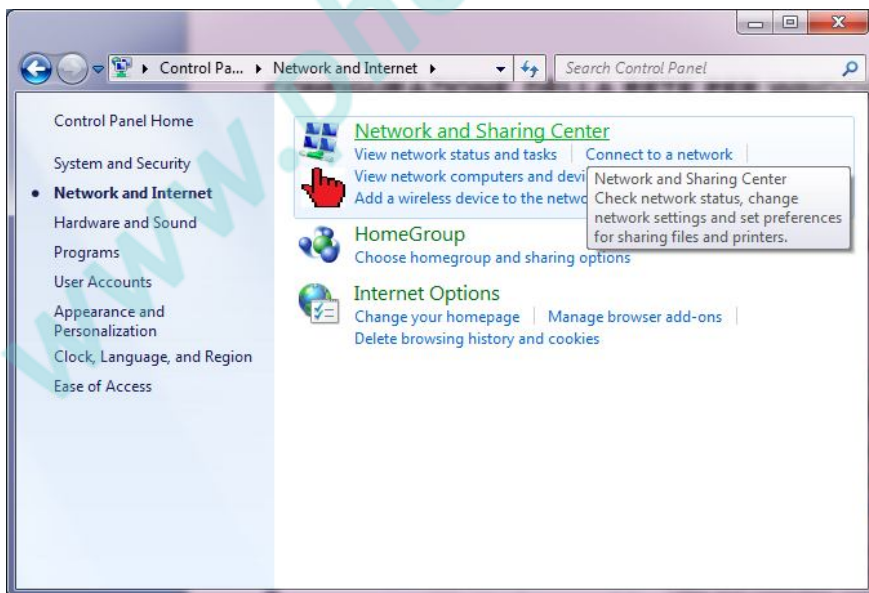 Control Pa... Network and Internet
Search Control Panel
Control Panel Home
System and Security
Network and Internet
Hardware and Sound
Programs
User Accounts
Appearance and
Personalization
Clock, Language, and Region
Ease of Access
Network and Sharing Center
View network status and tasks Connect to a network
View network computers and devi
Add a wireless device to the netwo
Network and Sharing Center
Check network status, change
network settings and set preferences
for sharing files and printers.
HomeGroup
Choose homegroup and sharing options
Internet Options
Change your homepage Manage browser add-ons
Delete browsing history and cookies